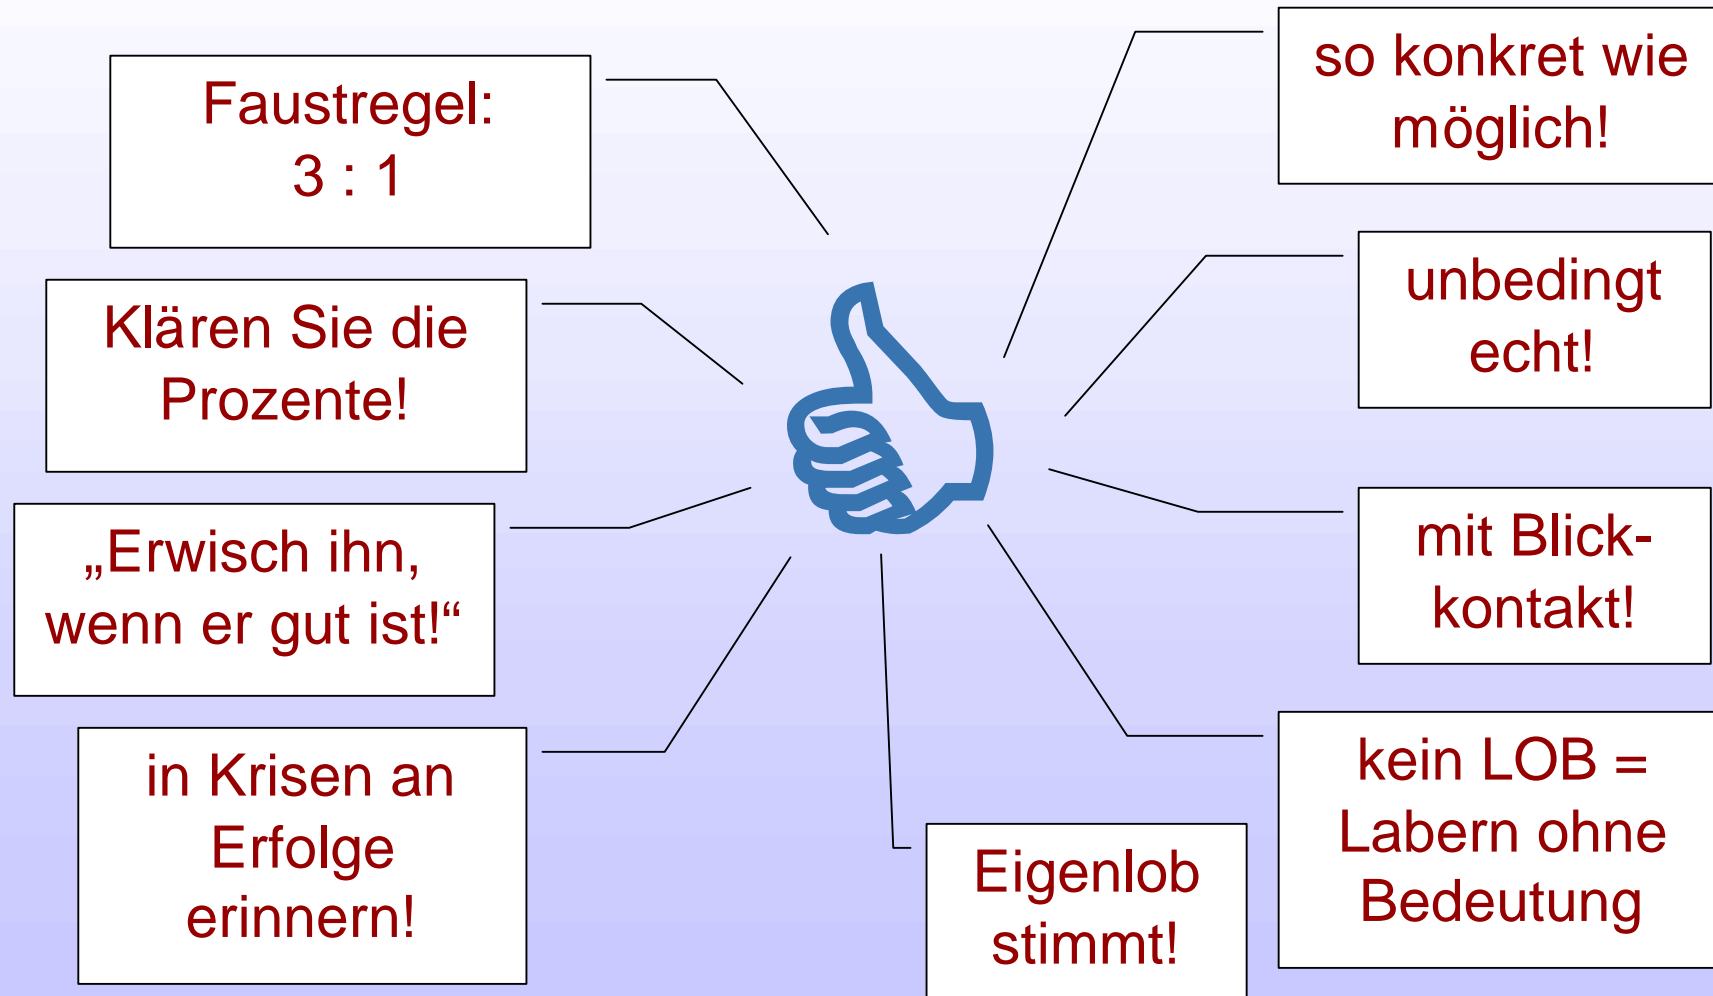 Faustregel:
3 : 1
Klären Sie die
Prozente!
„Erwisch ihn,
wenn er gut ist!“
in Krisen an
Erfolge
erinnern!
so konkret wie
möglich!
unbedingt
echt!
mit Blick-
kontakt!
kein LOB =
Labern ohne
Bedeutung
Eigenlob
stimmt!